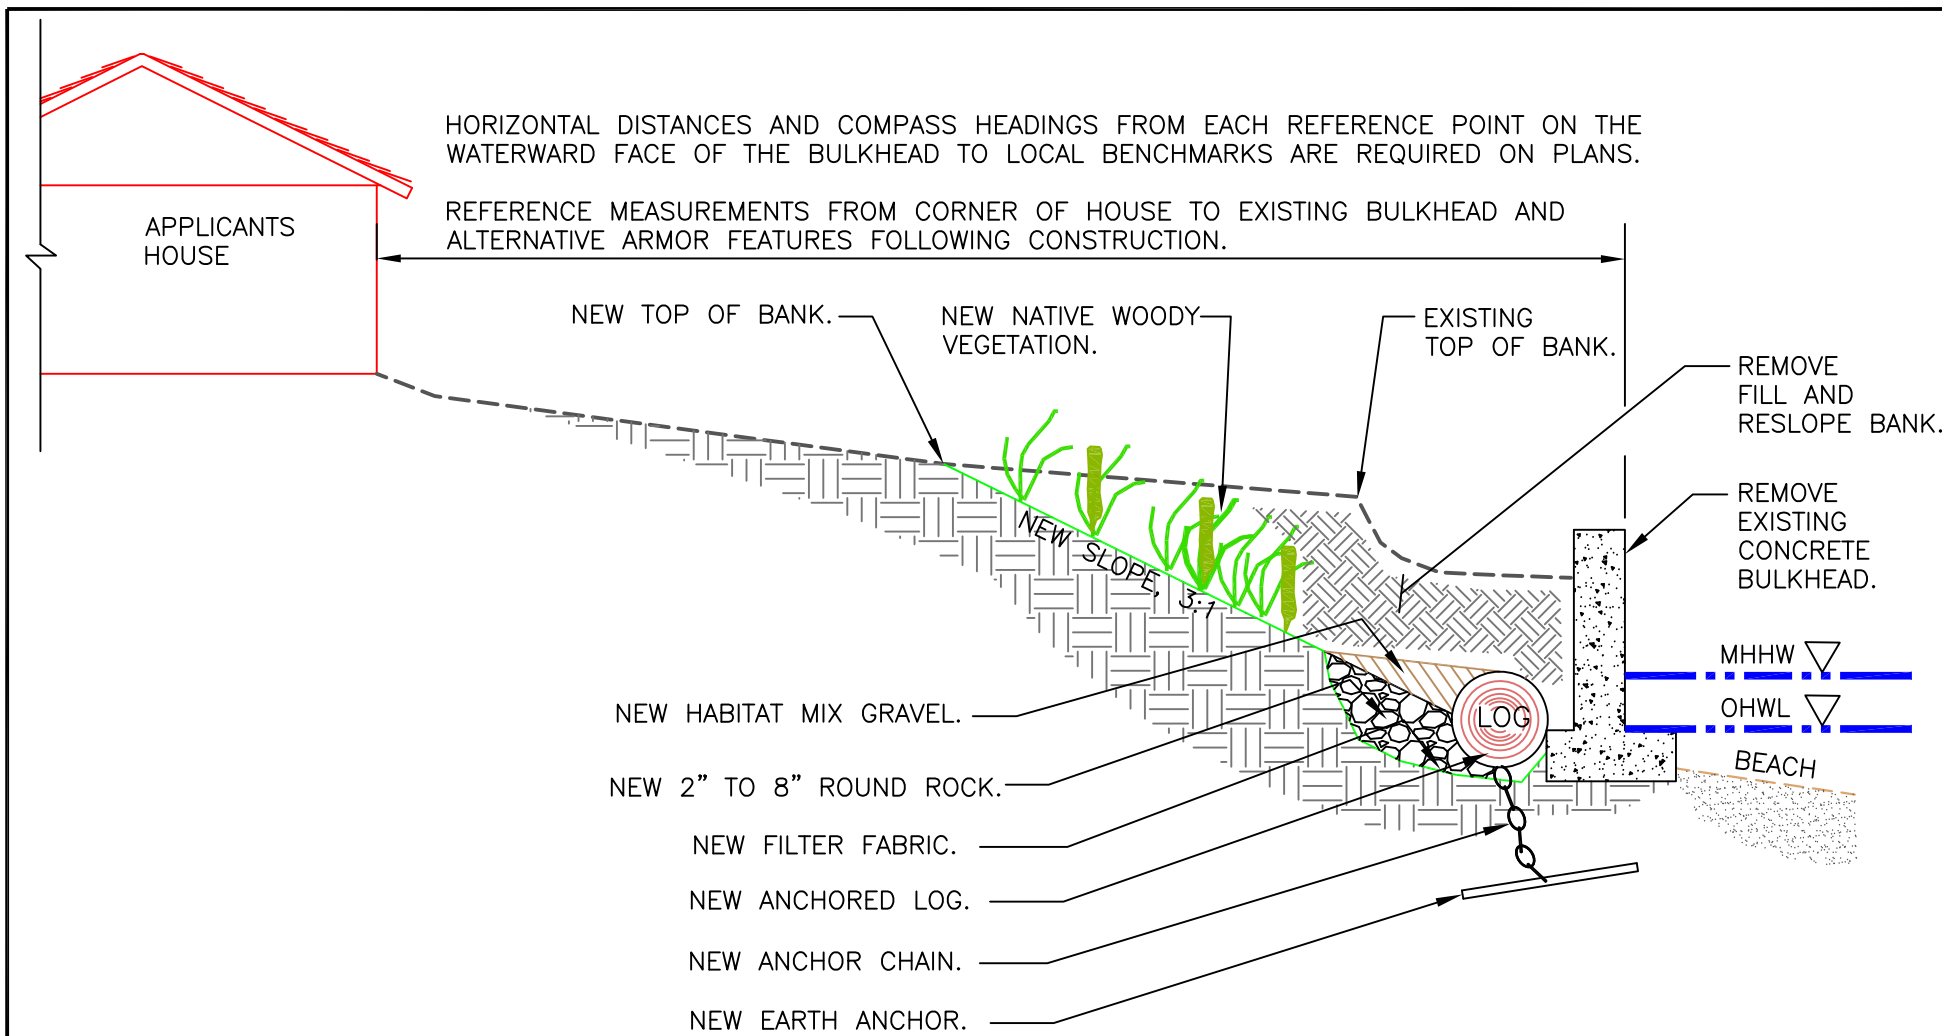 HORIZONTAL DISTANCES AND COMPASS HEADINGS FROM EACH REFERENCE POINT ON THE
WATERWARD FACE OF THE BULKHEAD TO LOCAL BENCHMARKS ARE REQUIRED ON PLANS.
REFERENCE MEASUREMENTS FROM CORNER OF HOUSE TO EXISTING BULKHEAD AND
ALTERNATIVE ARMOR FEATURES FOLLOWING CONSTRUCTION.
APPLICANTS
HOUSE
NEW TOP OF BANK.
NEW NATIVE WOODY
VEGETATION.
EXISTING
TOP OF BANK.
REMOVE
FILL AND
RESLOPE BANK.
REMOVE
EXISTING
CONCRETE
BULKHEAD.
NEW SLOPE, 3:1
MHHW
OHWL
BEACH
LOG
NEW HABITAT MIX GRAVEL.
NEW 2" TO 8" ROUND ROCK.
NEW FILTER FABRIC.
NEW ANCHORED LOG.
NEW ANCHOR CHAIN.
NEW EARTH ANCHOR.